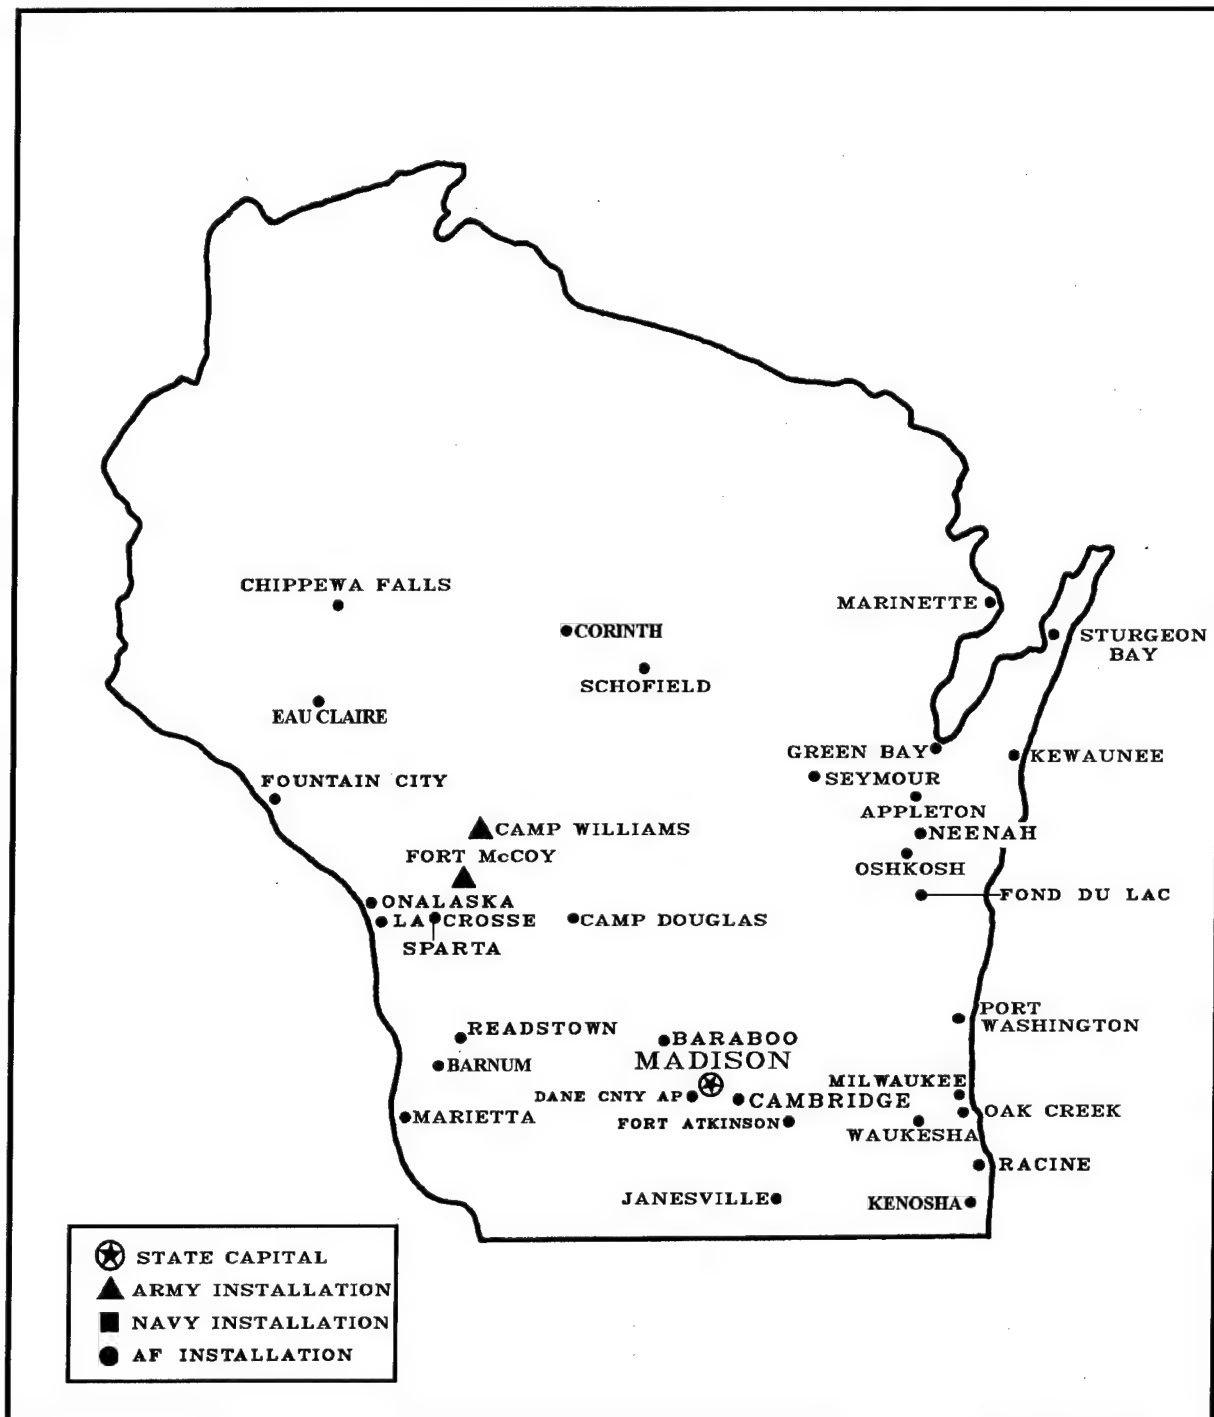 CHIPPEWA FALLS
MARINETTE
CORINTH
STURGEON
BAY
SCHOFIELD
EAU CLAIRE
GREEN BAY
KEWAUNEE
FOUNTAIN CITY
SEYMOUR
APPLETON
CAMP WILLIAMS
NEENAH
FORT McCOY
OSHKOSH
ONALASKA
FOND DU LAC
LA CROSSE
CAMP DOUGLAS
SPARTA
PORT
WASHINGTON
READSTOWN
BARABOO
MADISON
BARNUM
MILWAUKEE
DANE CNTY AP
CAMBRIDGE
OAK CREEK
MARIETTA
FORT ATKINSON
WAUKESHA
RACINE
JANESVILLE
KENOSHA
STATE CAPITAL
ARMY INSTALLATION
NAVY INSTALLATION
AF INSTALLATION